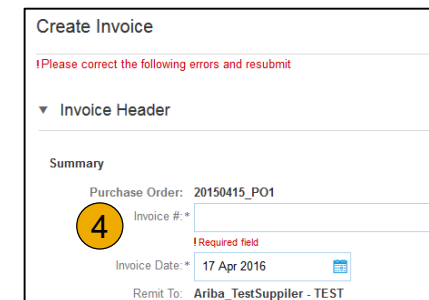 Create Invoice
!Please correct the following errors and resubmit
▼ Invoice Header
Summary
Purchase Order: 20150415_PO1
4
Invoice #:*
!Required field
Invoice Date:* 17 Apr 2016
Remit To: Ariba_TestSuppiler - TEST